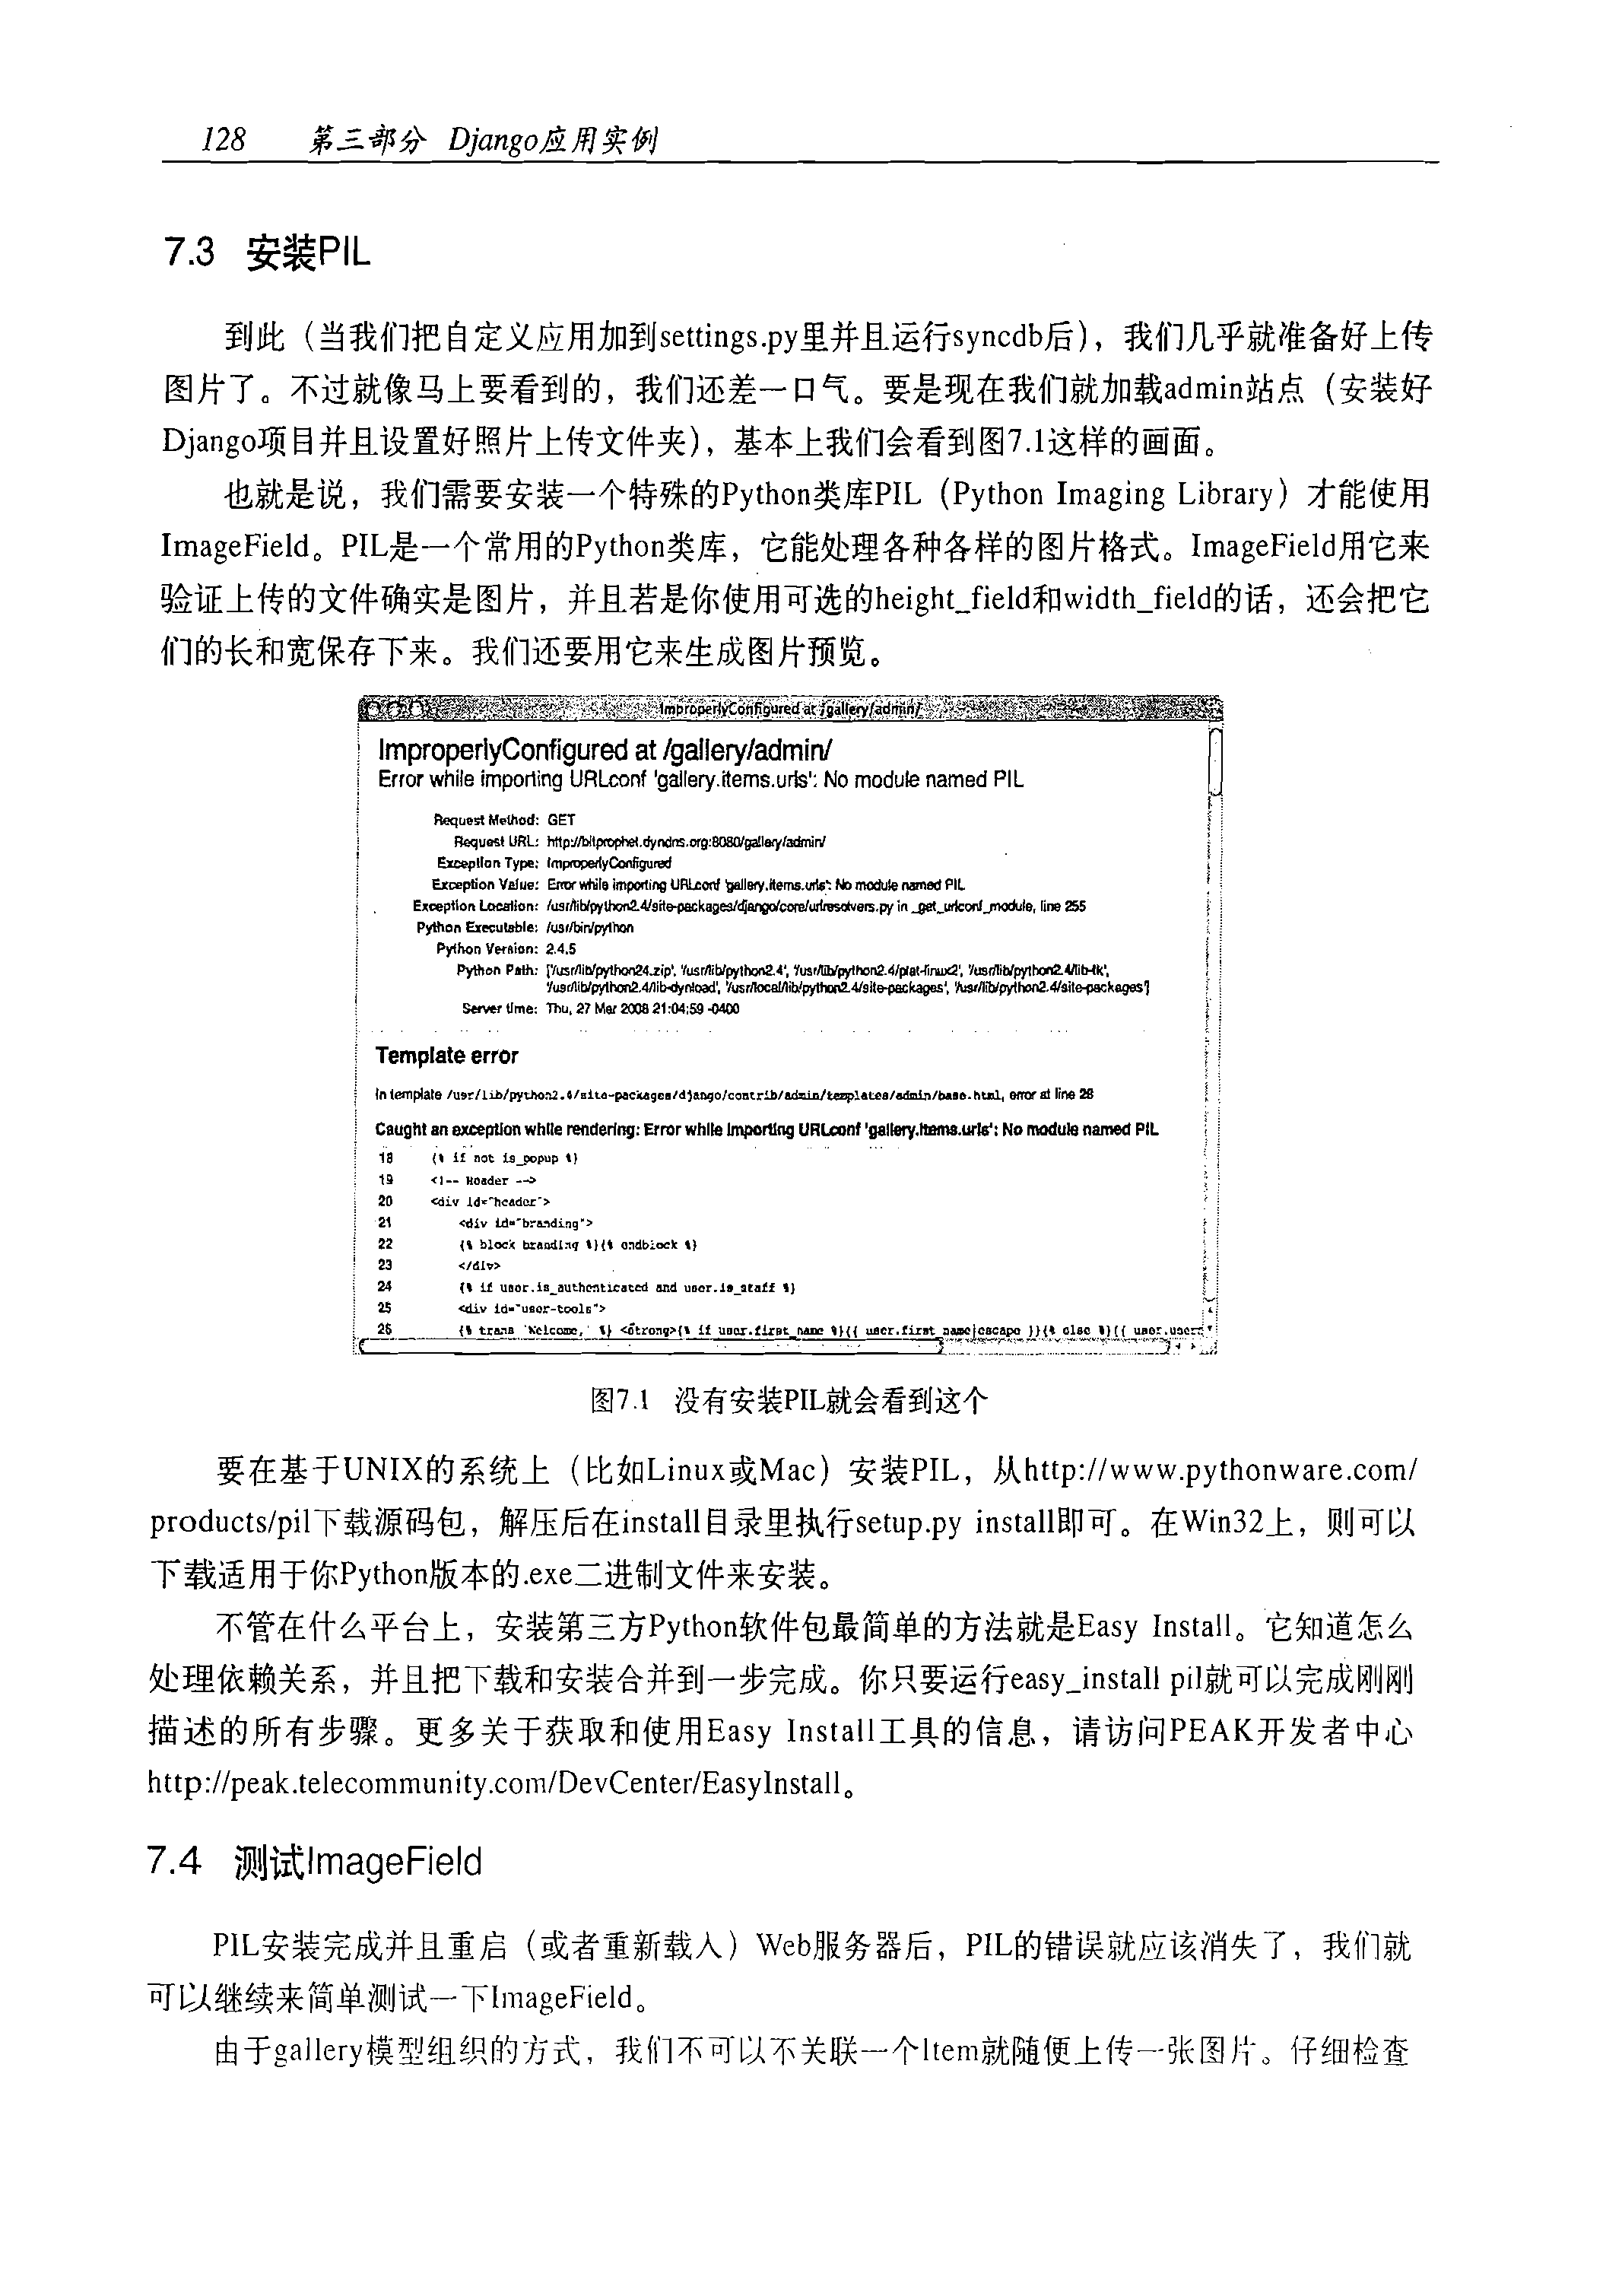 128 第三部分 Django应用实例
7.3 安装PIL
到此（当我们把自定义应用加到settings.py里并且运行syncdb后），我们几乎就准备好上传
图片了。不过就像马上要看到的，我们还差一口气。要是现在我们就加载admin站点（安装好
Django项目并且设置好照片上传文件夹），基本上我们会看到图7.1这样的画面。
也就是说，我们需要安装一个特殊的Python类库PIL（Python Imaging Library）才能使用
ImageField。PIL是一个常用的Python类库，它能处理各种各样的图片格式。ImageField用它来
验证上传的文件确实是图片，并且若是你使用可选的height_field和width_field的话，还会把它
们的长和宽保存下来。我们还要用它来生成图片预览。
ImproperlyConfigured at /gallery/admin/
ImproperlyConfigured at /gallery/admin/
Error while importing URLconf 'gallery.items.urls': No module named PIL
Request Method: GET
Request URL: http://bitprophet.dyndns.org:8080/gallery/admin/
Exception Type: ImproperlyConfigured
Exception Value: Error while importing URLconf 'gallery.items.urls': No module named PIL
Exception Location: /usr/lib/python2.4/site-packages/django/core/urlresolvers.py in _get_urlconf_module, line 255
Python Executable: /usr/bin/python
Python Version: 2.4.5
Python Path: ['/usr/lib/python24.zip', '/usr/lib/python2.4', '/usr/lib/python2.4/plat-linux2', '/usr/lib/python2.4/lib-tk',
'/usr/lib/python2.4/lib-dynload', '/usr/local/lib/python2.4/site-packages', '/usr/lib/python2.4/site-packages']
Server time: Thu, 27 Mar 2008 21:04:59 -0400
Template error
In template /usr/lib/python2.4/site-packages/django/contrib/admin/templates/admin/base.html, error at line 28
Caught an exception while rendering: Error while importing URLconf 'gallery.items.urls': No module named PIL
18 {% if not is_popup %}
19 <!-- Header -->
20 <div id="header">
21 <div id="branding">
22 {% block branding %}{% endblock %}
23 </div>
24 {% if user.is_authenticated and user.is_staff %}
25 <div id="user-tools">
26 {% trans 'Welcome,' %} <strong>{% if user.first_name %}{{ user.first_name|escape }}{% else %}{{ user.usern
图7.1 没有安装PIL就会看到这个
要在基于UNIX的系统上（比如Linux或Mac）安装PIL，从http://www.pythonware.com/
products/pil下载源码包，解压后在install目录里执行setup.py install即可。在Win32上，则可以
下载适用于你Python版本的.exe二进制文件来安装。
不管在什么平台上，安装第三方Python软件包最简单的方法就是Easy Install。它知道怎么
处理依赖关系，并且把下载和安装合并到一步完成。你只要运行easy_install pil就可以完成刚刚
描述的所有步骤。更多关于获取和使用Easy Install工具的信息，请访问PEAK开发者中心
http://peak.telecommunity.com/DevCenter/EasyInstall。
7.4 测试ImageField
PIL安装完成并且重启（或者重新载入）Web服务器后，PIL的错误就应该消失了，我们就
可以继续来简单测试一下ImageField。
由于gallery模型组织的方式，我们不可以不关联一个Item就随便上传一张图片。仔细检查